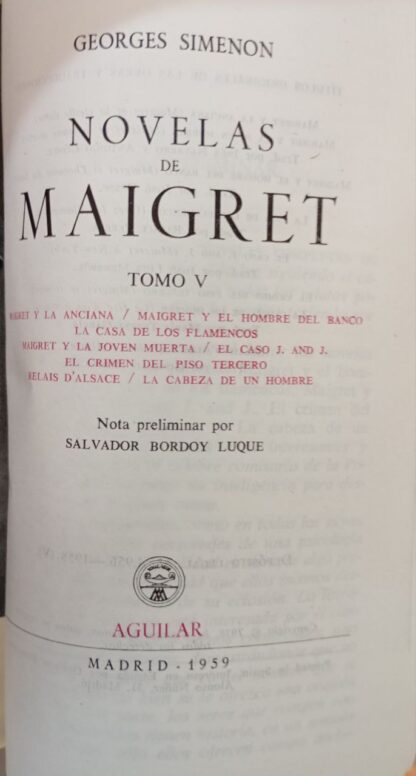 GEORGES SIMENON
NOVELAS
DE
MAIGRET
TOMO V
MAIGRET Y LA ANCIANA / MAIGRET Y EL HOMBRE DEL BANCO
LA CASA DE LOS FLAMENCOS
MAIGRET Y LA JOVEN MUERTA / EL CASO J. AND J.
EL CRIMEN DEL PISO TERCERO
RELAIS D'ALSACE / LA CABEZA DE UN HOMBRE
Nota preliminar por
SALVADOR BORDOY LUQUE
AGUILAR
MADRID · 1959